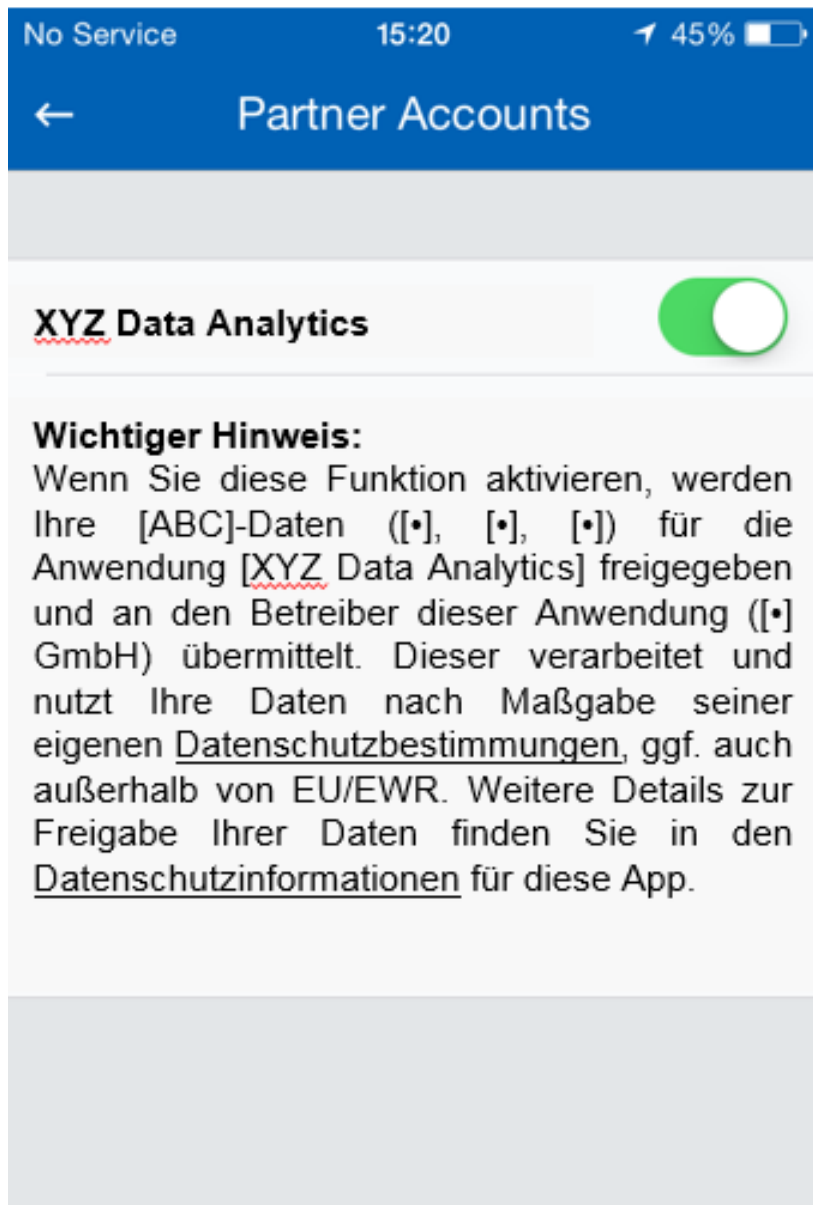 No Service 15:20 45%
← Partner Accounts
XYZ Data Analytics
Wichtiger Hinweis:
Wenn Sie diese Funktion aktivieren, werden
Ihre [ABC]-Daten ([•], [•], [•]) für die
Anwendung [XYZ Data Analytics] freigegeben
und an den Betreiber dieser Anwendung ([•]
GmbH) übermittelt. Dieser verarbeitet und
nutzt Ihre Daten nach Maßgabe seiner
eigenen Datenschutzbestimmungen, ggf. auch
außerhalb von EU/EWR. Weitere Details zur
Freigabe Ihrer Daten finden Sie in den
Datenschutzinformationen für diese App.